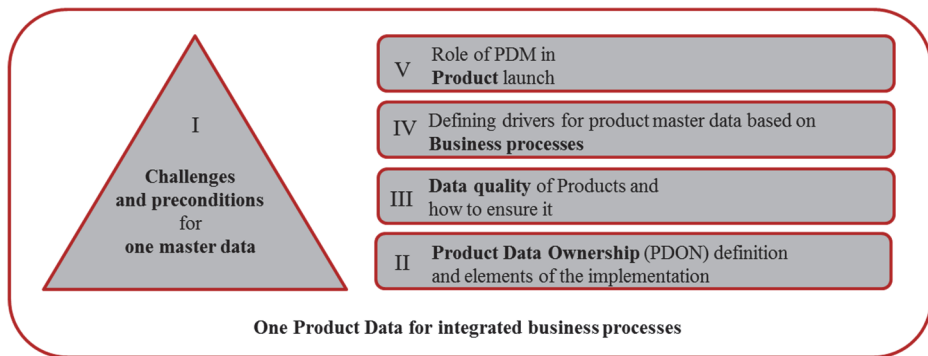 I
Challenges
and preconditions
for
one master data
V
Role of PDM in
Product launch
IV
Defining drivers for product master data based on
Business processes
III
Data quality of Products and
how to ensure it
II
Product Data Ownership (PDON) definition
and elements of the implementation
One Product Data for integrated business processes